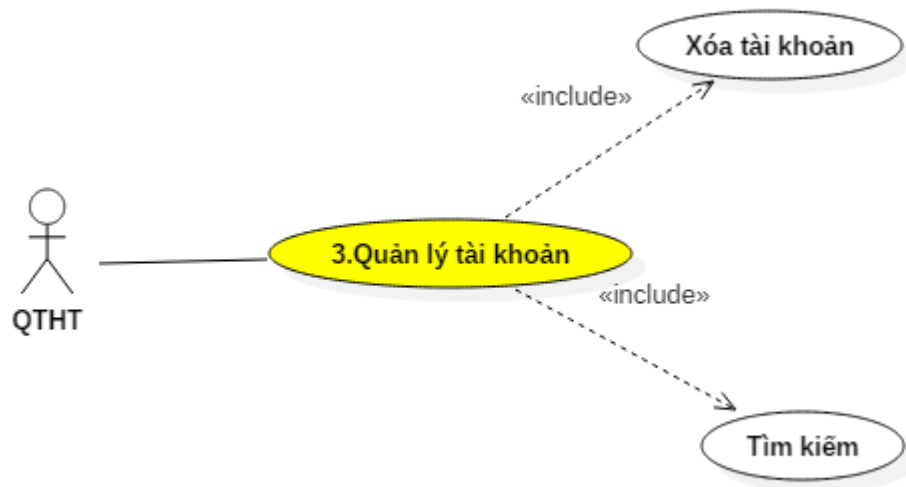 Xóa tài khoản
«include»
3.Quản lý tài khoản
«include»
QTHT
Tìm kiếm